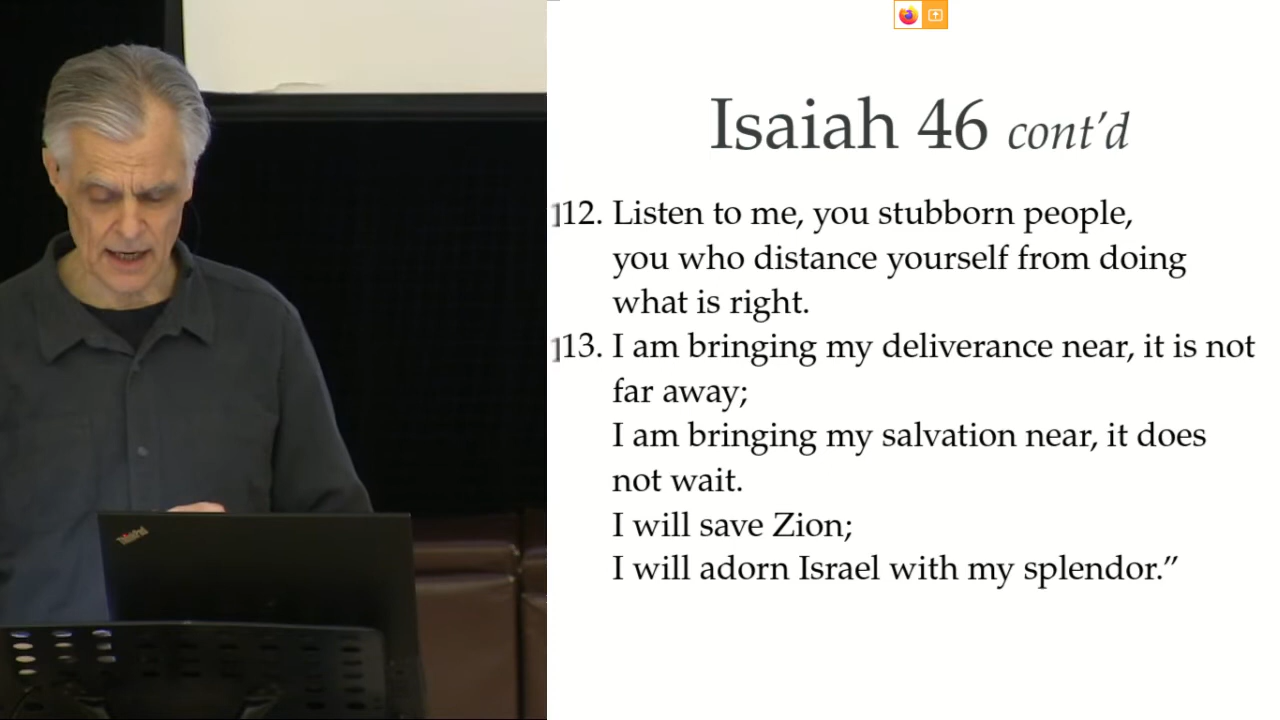 Isaiah 46 cont’d
12. Listen to me, you stubborn people,
you who distance yourself from doing
what is right.
13. I am bringing my deliverance near, it is not
far away;
I am bringing my salvation near, it does
not wait.
I will save Zion;
I will adorn Israel with my splendor.”
ThinkPad